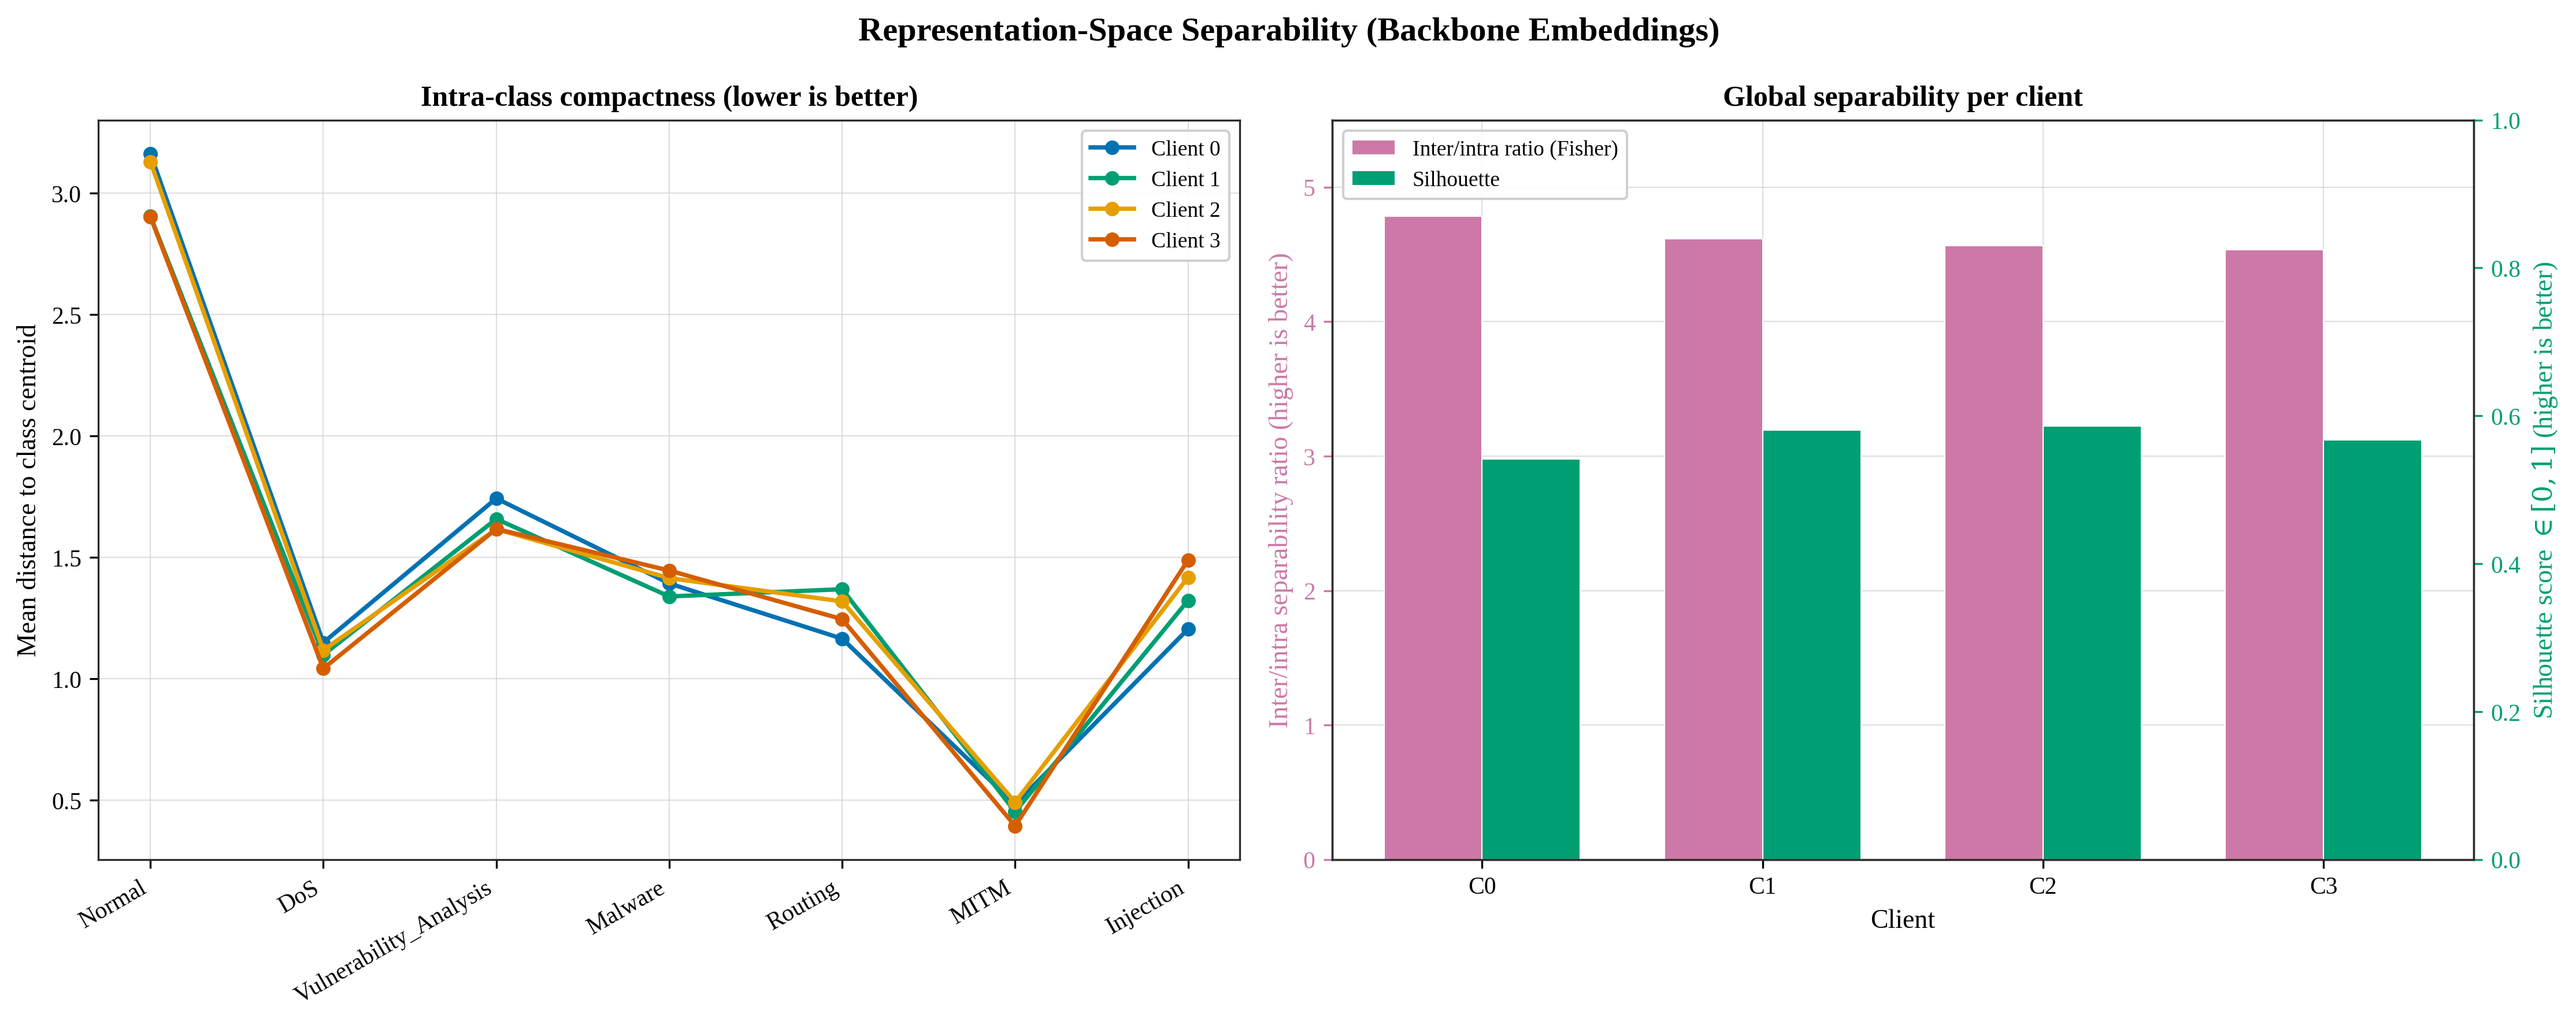 Representation-Space Separability (Backbone Embeddings)
Intra-class compactness (lower is better)
Mean distance to class centroid
3.0
2.5
2.0
1.5
1.0
0.5
Client 0
Client 1
Client 2
Client 3
Normal
DoS
Vulnerability_Analysis
Malware
Routing
MITM
Injection
Global separability per client
Inter/intra separability ratio (higher is better)
5
4
3
2
1
0
Inter/intra ratio (Fisher)
Silhouette
C0
C1
C2
C3
Client
1.0
0.8
0.6
0.4
0.2
0.0
Silhouette score ∈ [0, 1] (higher is better)